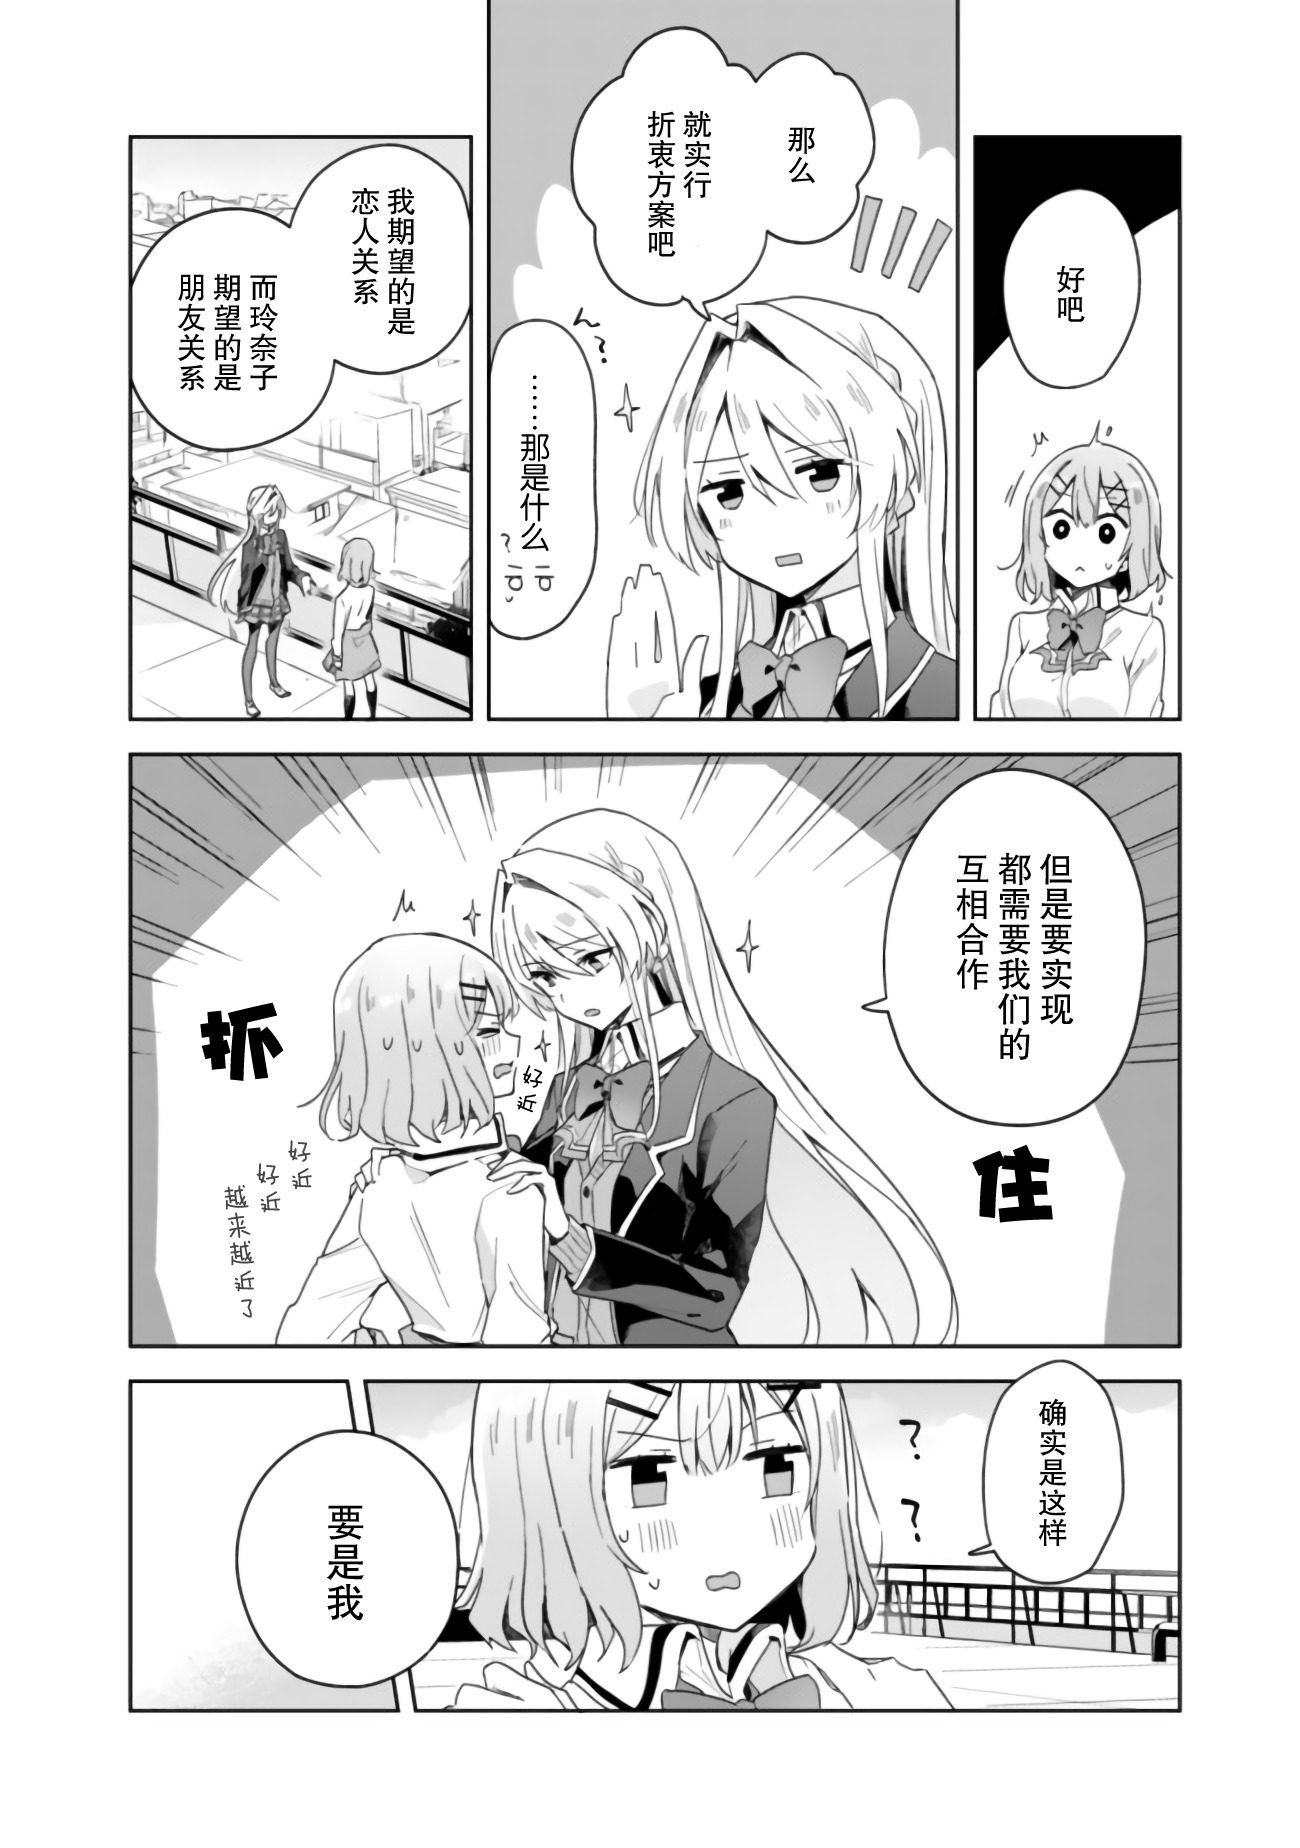 好吧
那么
就实行
折衷方案吧
ん?
……那是什么
?
我期望的是
恋人关系
而玲奈子
期望的是
朋友关系
但是要实现
都需要我们的
互相合作
抓
住
好近
好近
好近
越来越近了
确实是这样
?
?
要是我